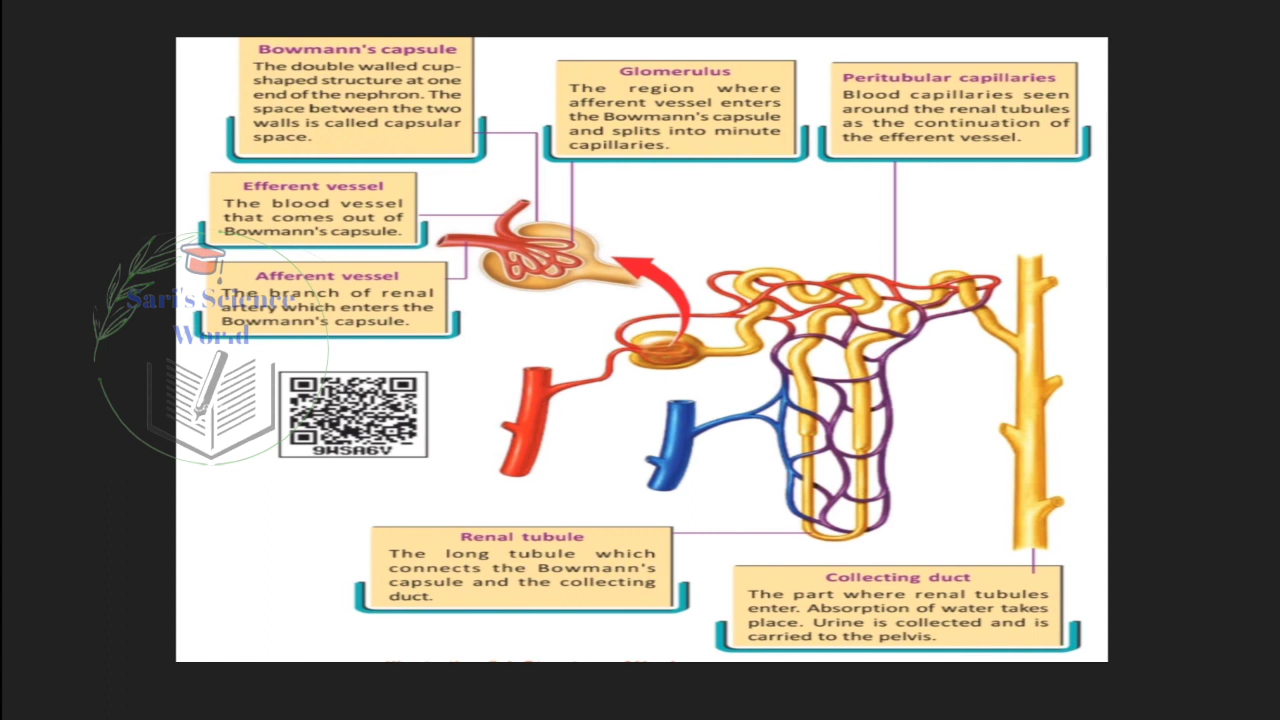 Bowmann's capsule
The double walled cup-
shaped structure at one
end of the nephron. The
space between the two
walls is called capsular
space.
Glomerulus
The region where
afferent vessel enters
the Bowmann's capsule
and splits into minute
capillaries.
Peritubular capillaries
Blood capillaries seen
around the renal tubules
as the continuation of
the efferent vessel.
Efferent vessel
The blood vessel
that comes out of
Bowmann's capsule.
Afferent vessel
The branch of renal
artery which enters the
Bowmann's capsule.
Sari's Science
World
9WSA6V
Renal tubule
The long tubule which
connects the Bowmann's
capsule and the collecting
duct.
Collecting duct
The part where renal tubules
enter. Absorption of water takes
place. Urine is collected and is
carried to the pelvis.